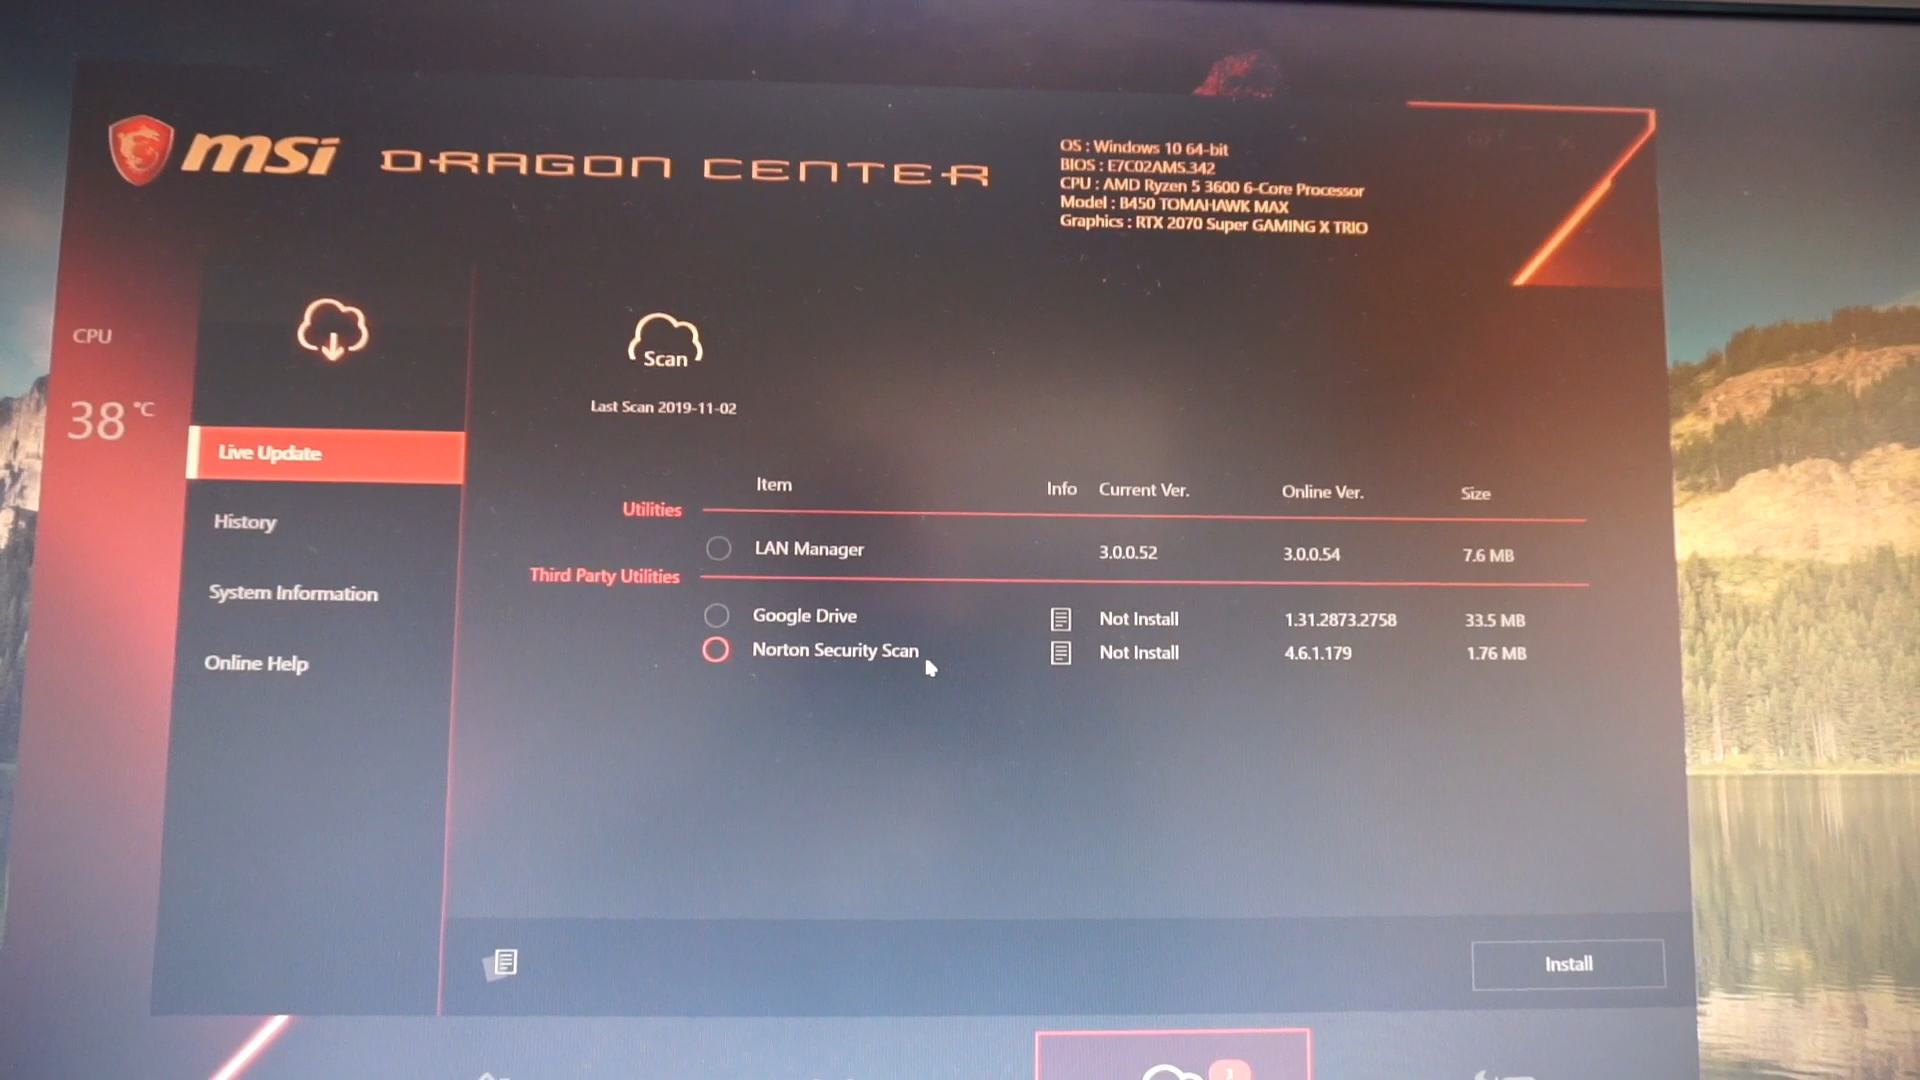 msi DRAGON CENTER
OS : Windows 10 64-bit
BIOS : E7C02AMS.342
CPU : AMD Ryzen 5 3600 6-Core Processor
Model : B450 TOMAHAWK MAX
Graphics : RTX 2070 Super GAMING X TRIO
CPU
38 °C
Live Update
History
System Information
Online Help
Scan
Last Scan 2019-11-02
Item Info Current Ver. Online Ver. Size
Utilities
LAN Manager 3.0.0.52 3.0.0.54 7.6 MB
Third Party Utilities
Google Drive Not Install 1.31.2873.2758 33.5 MB
Norton Security Scan Not Install 4.6.1.179 1.76 MB
Install
3